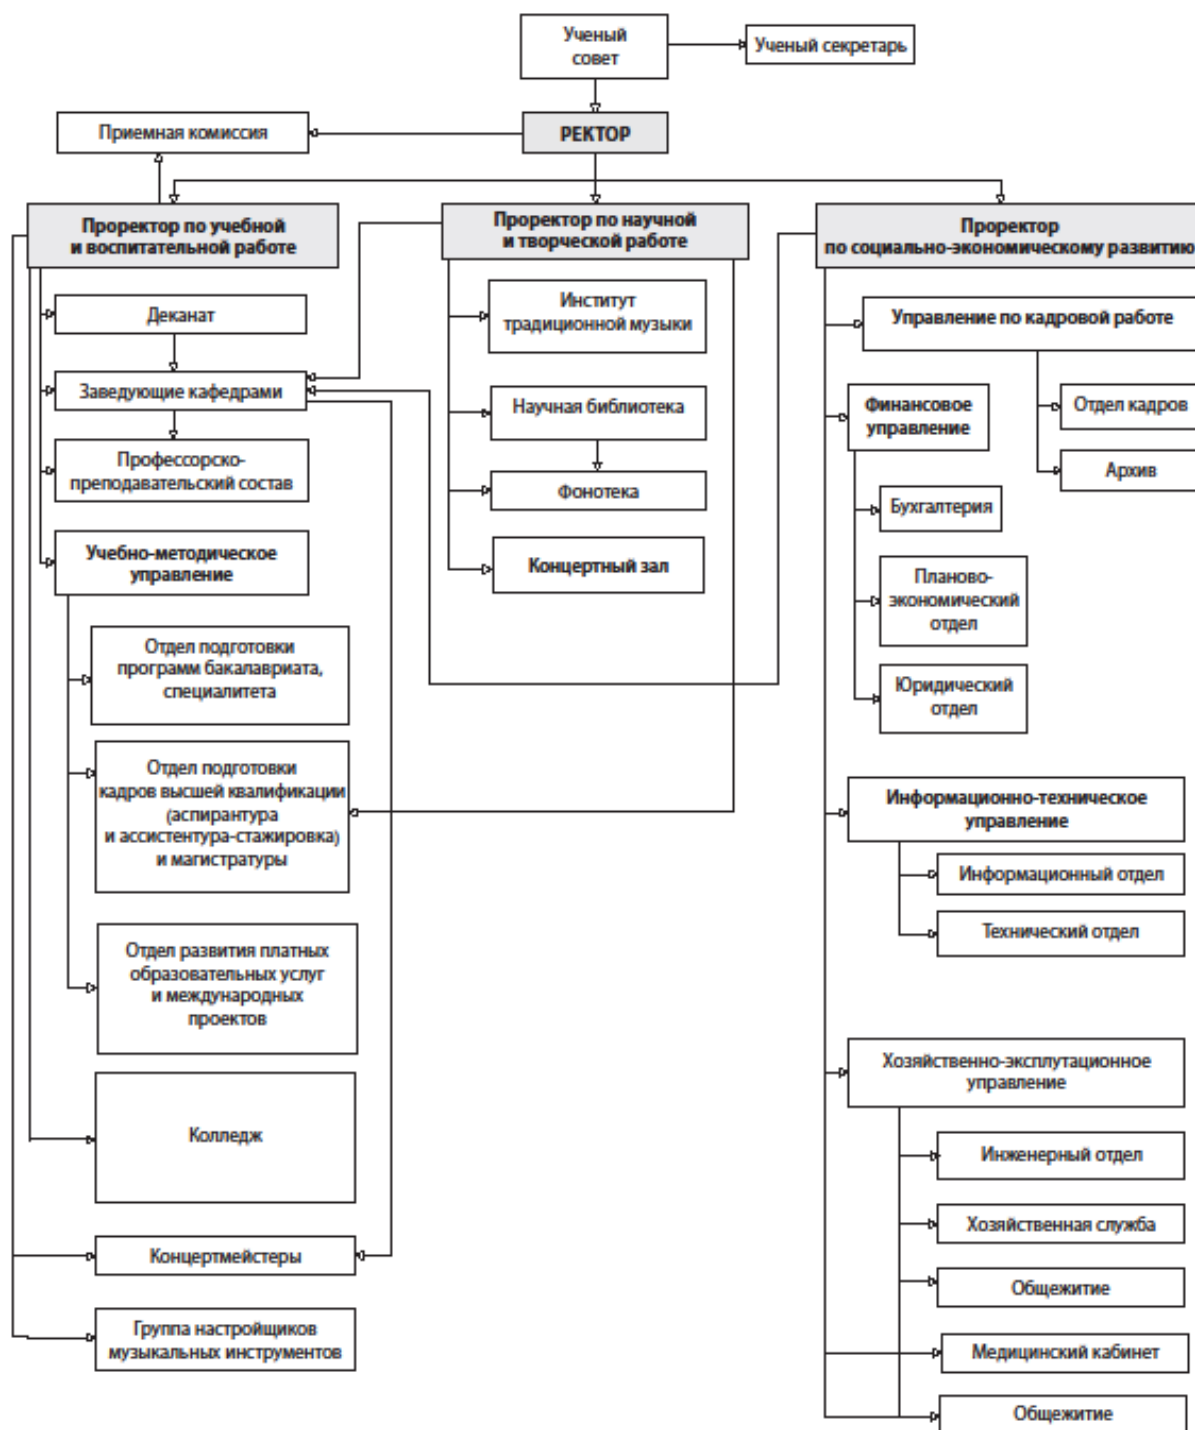 Ученый
совет
Ученый секретарь
Приемная комиссия
РЕКТОР
Проректор по учебной
и воспитательной работе
Проректор по научной
и творческой работе
Проректор
по социально-экономическому развитию
Деканат
Заведующие кафедрами
Профессорско-
преподавательский состав
Учебно-методическое
управление
Отдел подготовки
программ бакалавриата,
специалитета
Отдел подготовки
кадров высшей квалификации
(аспирантура
и ассистентура-стажировка)
и магистратуры
Отдел развития платных
образовательных услуг
и международных
проектов
Колледж
Концертмейстеры
Группа настройщиков
музыкальных инструментов
Институт
традиционной музыки
Научная библиотека
Фонотека
Концертный зал
Управление по кадровой работе
Отдел кадров
Архив
Финансовое
управление
Бухгалтерия
Планово-
экономический
отдел
Юридический
отдел
Информационно-техническое
управление
Информационный отдел
Технический отдел
Хозяйственно-эксплутационное
управление
Инженерный отдел
Хозяйственная служба
Общежитие
Медицинский кабинет
Общежитие